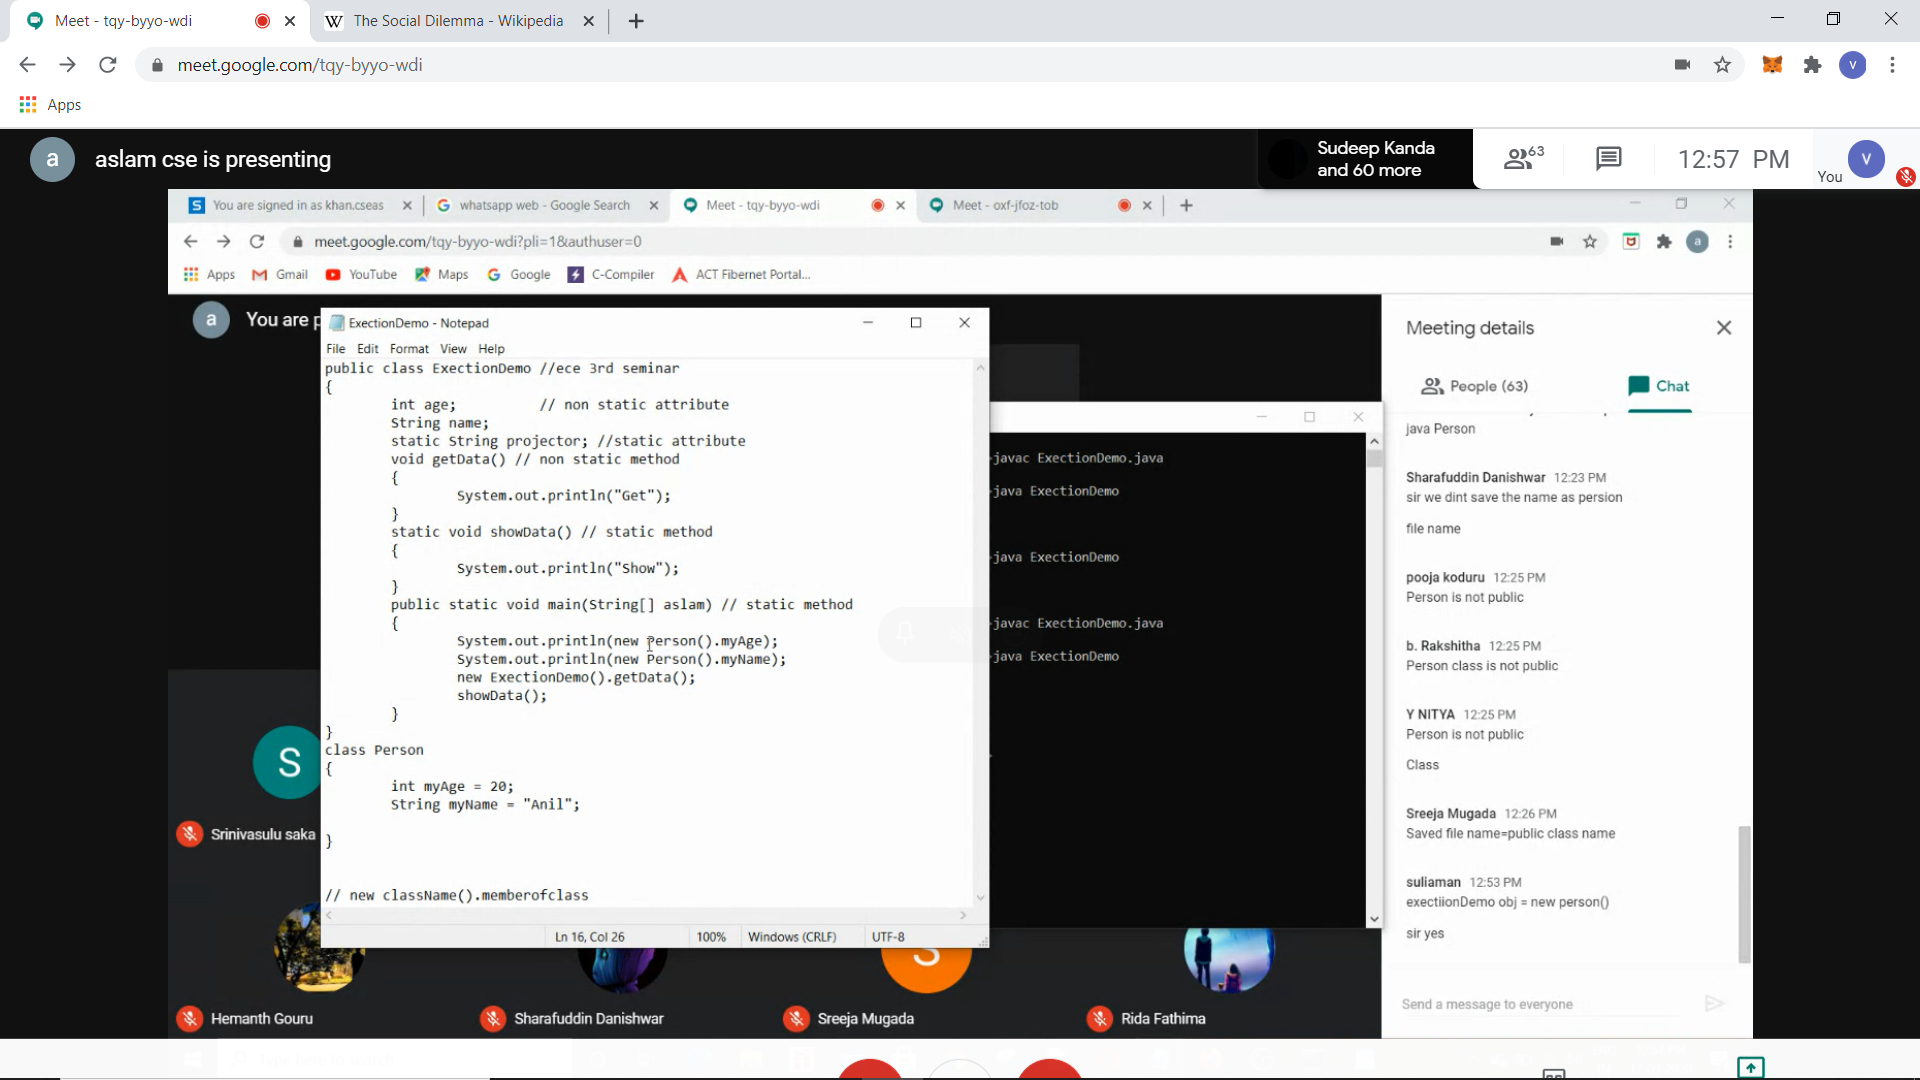 Meet - tqy-byyo-wdi
The Social Dilemma - Wikipedia
meet.google.com/tqy-byyo-wdi
V
Apps
a
aslam cse is presenting
Sudeep Kanda
and 60 more
63
12:57 PM
You
V
You are signed in as khan.cseas
whatsapp web - Google Search
Meet - tqy-byyo-wdi
Meet - oxf-jfoz-tob
meet.google.com/tqy-byyo-wdi?pli=1&authuser=0
a
Apps
Gmail
YouTube
Maps
Google
C-Compiler
ACT Fibernet Portal...
a
You are p
ExectionDemo - Notepad
File Edit Format View Help
public class ExectionDemo //ece 3rd seminar
{
int age; // non static attribute
String name;
static String projector; //static attribute
void getData() // non static method
{
System.out.println("Get");
}
static void showData() // static method
{
System.out.println("Show");
}
public static void main(String[] aslam) // static method
{
System.out.println(new Person().myAge);
System.out.println(new Person().myName);
new ExectionDemo().getData();
showData();
}
}
class Person
{
int myAge = 20;
String myName = "Anil";
}
// new className().memberofclass
Ln 16, Col 26
100%
Windows (CRLF)
UTF-8
javac ExectionDemo.java
java ExectionDemo
java ExectionDemo
javac ExectionDemo.java
java ExectionDemo
Meeting details
People (63)
Chat
java Person
Sharafuddin Danishwar 12:23 PM
sir we dint save the name as persion
file name
pooja koduru 12:25 PM
Person is not public
b. Rakshitha 12:25 PM
Person class is not public
Y NITYA 12:25 PM
Person is not public
Class
Sreeja Mugada 12:26 PM
Saved file name=public class name
suliaman 12:53 PM
exectiionDemo obj = new person()
sir yes
Send a message to everyone
S
Srinivasulu saka
S
Hemanth Gouru
Sharafuddin Danishwar
Sreeja Mugada
Rida Fathima